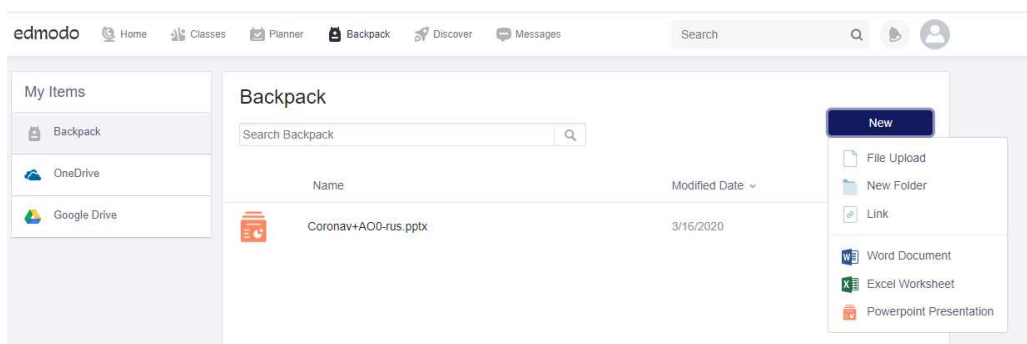 edmodo Home Classes Planner Backpack Discover Messages Search
My Items
Backpack
OneDrive
Google Drive
Backpack
Search Backpack
New
Name Modified Date
Coronav+AO0-rus.pptx 3/16/2020
File Upload
New Folder
Link
Word Document
Excel Worksheet
Powerpoint Presentation